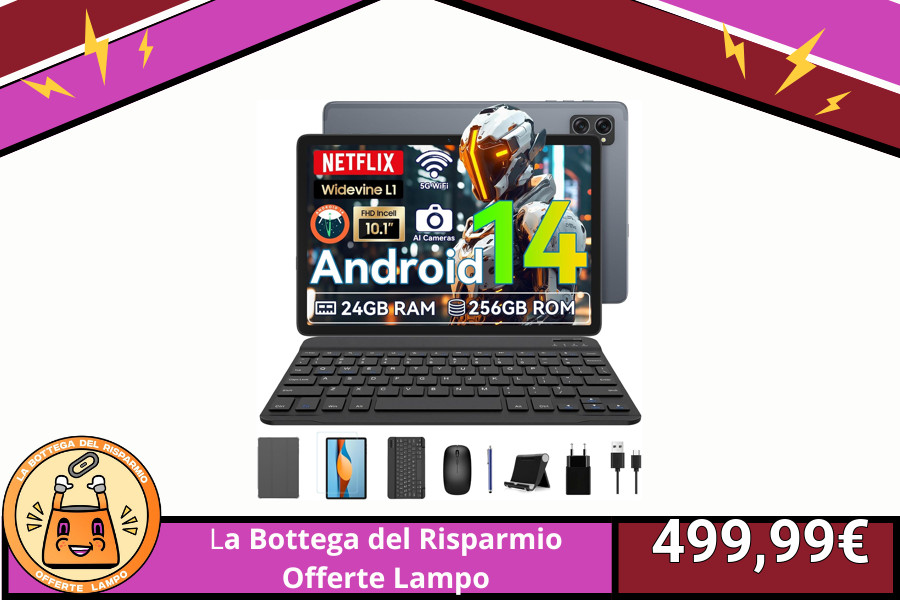 NETFLIX
Widevine L1
5G WiFi
FHD Incell
10.1”
AI Cameras
Android 14
24GB RAM
256GB ROM
LA BOTTEGA DEL RISPARMIO
OFFERTE LAMPO
La Bottega del Risparmio
Offerte Lampo
499,99€